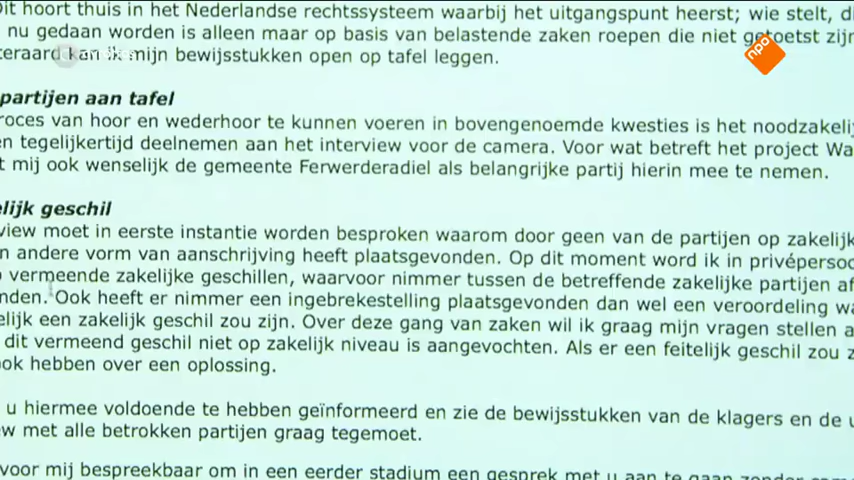 Dit hoort thuis in het Nederlandse rechtssysteem waarbij het uitgangspunt heerst; wie stelt,
nu gedaan worden is alleen maar op basis van belastende zaken roepen die niet getoetst zijn
kan ik mijn bewijsstukken open op tafel leggen.
npo
partijen aan tafel
van hoor en wederhoor te kunnen voeren in bovengenoemde kwesties is het
tegelijkertijd deelnemen aan het interview voor de camera. Voor wat betreft het project
mij ook wenselijk de gemeente Ferwerderadiel als belangrijke partij hierin mee te nemen.
geschil
moet in eerste instantie worden besproken waarom door geen van de partijen op
andere vorm van aanschrijving heeft plaatsgevonden. Op dit moment word ik in
vermeende zakelijke geschillen, waarvoor nimmer tussen de betreffende zakelijke partijen
Ook heeft er nimmer een ingebrekestelling plaatsgevonden dan wel een veroordeling
een zakelijk geschil zou zijn. Over deze gang van zaken wil ik graag mijn vragen stellen
dit vermeend geschil niet op zakelijk niveau is aangevochten. Als er een feitelijk geschil zou
hebben over een oplossing.
u hiermee voldoende te hebben geïnformeerd en zie de bewijsstukken van de klagers en de
met alle betrokken partijen graag tegemoet.
voor mij bespreekbaar om in een eerder stadium een gesprek met u aan te gaan zonder